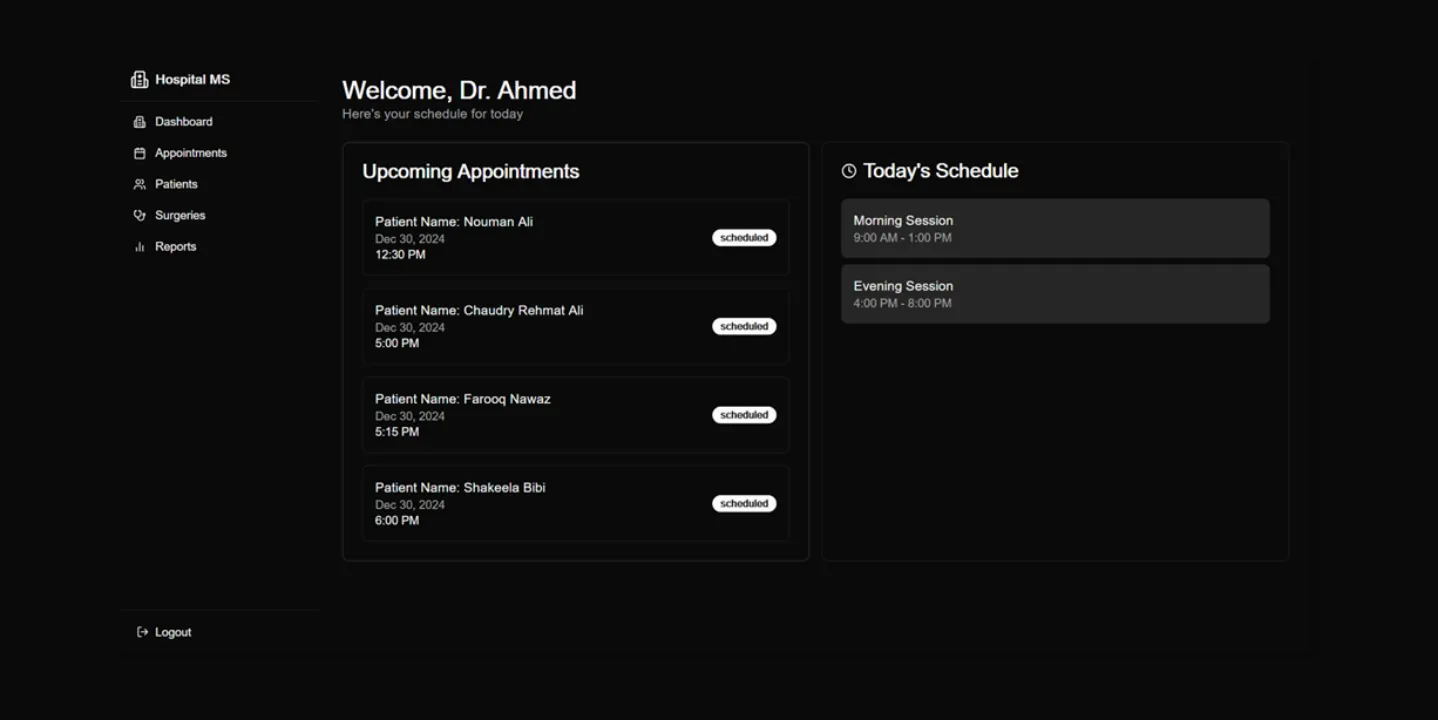 Hospital MS
Dashboard
Appointments
Patients
Surgeries
Reports
Logout
Welcome, Dr. Ahmed
Here's your schedule for today
Upcoming Appointments
Patient Name: Nouman Ali
Dec 30, 2024
12:30 PM
scheduled
Patient Name: Chaudry Rehmat Ali
Dec 30, 2024
5:00 PM
scheduled
Patient Name: Farooq Nawaz
Dec 30, 2024
5:15 PM
scheduled
Patient Name: Shakeela Bibi
Dec 30, 2024
6:00 PM
scheduled
Today's Schedule
Morning Session
9:00 AM - 1:00 PM
Evening Session
4:00 PM - 8:00 PM